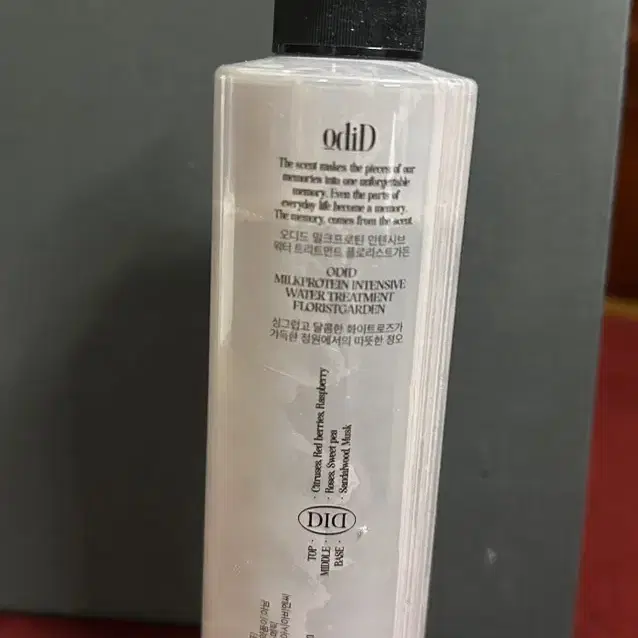 odiD
The scent makes the pieces of our
memories into one unforgettable
memory. Even the parts of
everyday life become a memory.
The memory, comes from the scent
오디드 밀크프로틴 인텐시브
워터 트리트먼트 플로리스트가든
ODID
MILKPROTEIN INTENSIVE
WATER TREATMENT
FLORISTGARDEN
싱그럽고 달콤한 화이트로즈가
가득한 정원에서의 따뜻한 정오
TOP · DID · Citruses, Red berries, Raspberry
MIDDLE · Roses, Sweet pea
BASE · Sandalwood, Musk